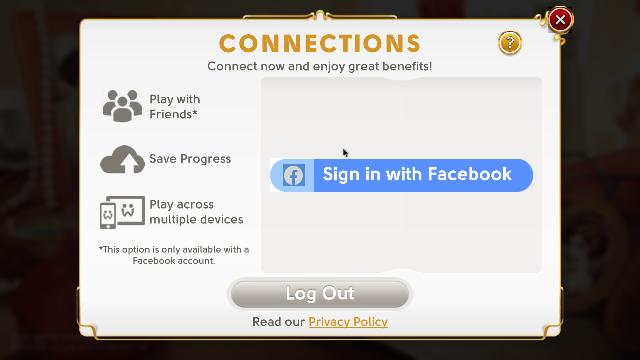 CONNECTIONS
?
Connect now and enjoy great benefits!
Play with
Friends*
Save Progress
Play across
multiple devices
*This option is only available with a
Facebook account.
Sign in with Facebook
Log Out
Read our Privacy Policy